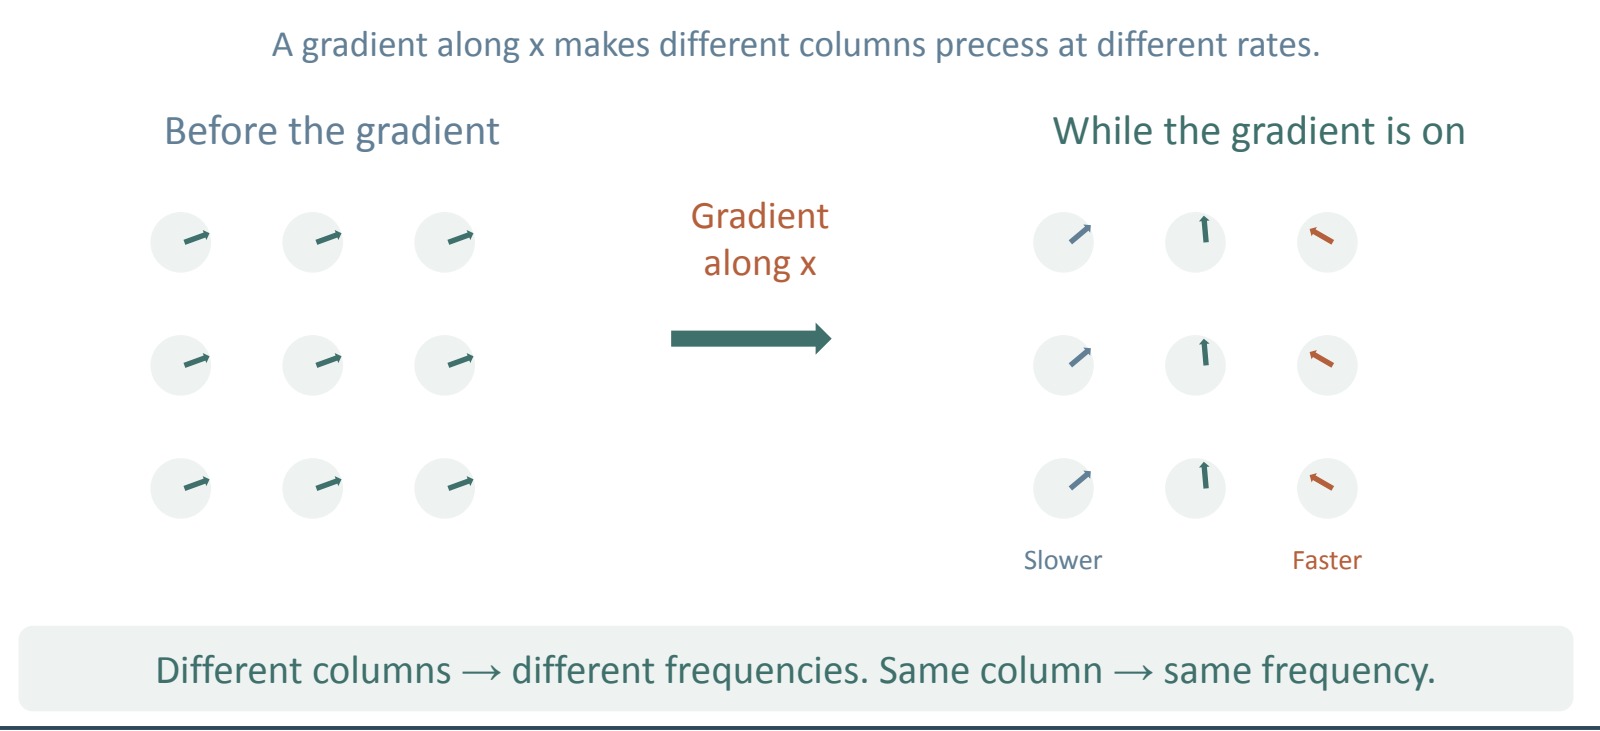 A gradient along x makes different columns precess at different rates.
Before the gradient
While the gradient is on
Gradient
along x
Slower
Faster
Different columns → different frequencies. Same column → same frequency.